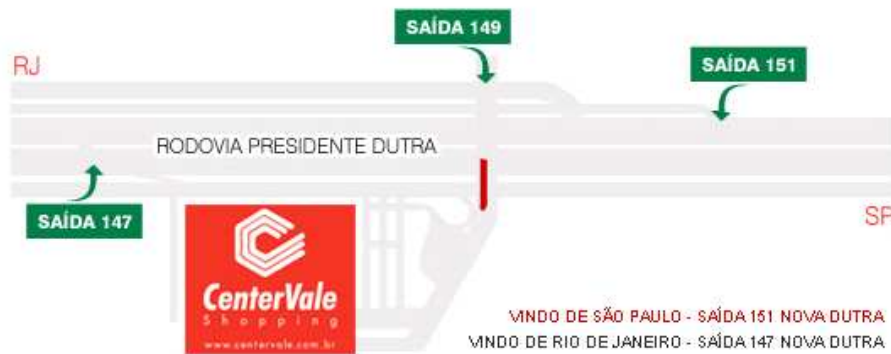 SAÍDA 149
RJ
SAÍDA 151
RODOVIA PRESIDENTE DUTRA
SAÍDA 147
SP
CenterVale
Shopping
www.centervale.com.br
VINDO DE SÃO PAULO - SAÍDA 151 NOVA DUTRA
VINDO DE RIO DE JANEIRO - SAÍDA 147 NOVA DUTRA